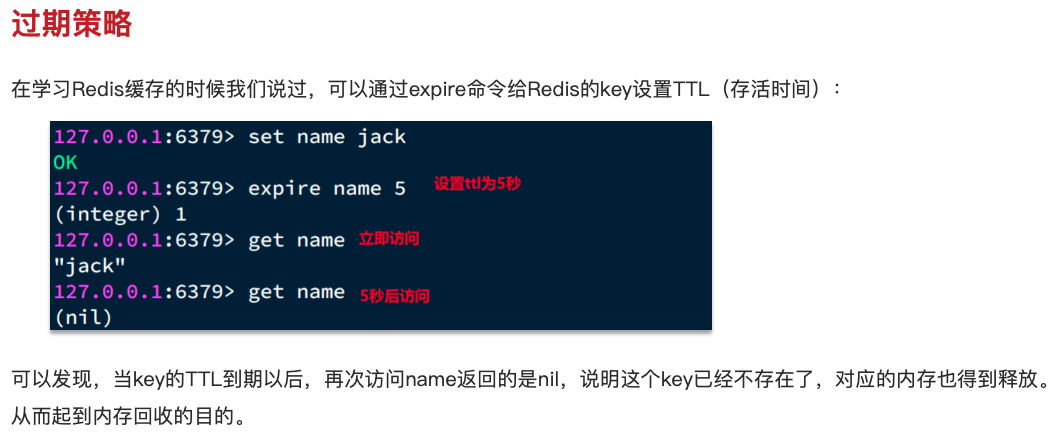 过期策略
在学习Redis缓存的时候我们说过，可以通过expire命令给Redis的key设置TTL（存活时间）：
127.0.0.1:6379> set name jack
OK
127.0.0.1:6379> expire name 5 设置ttl为5秒
(integer) 1
127.0.0.1:6379> get name 立即访问
"jack"
127.0.0.1:6379> get name 5秒后访问
(nil)
可以发现，当key的TTL到期以后，再次访问name返回的是nil，说明这个key已经不存在了，对应的内存也得到释放。
从而起到内存回收的目的。